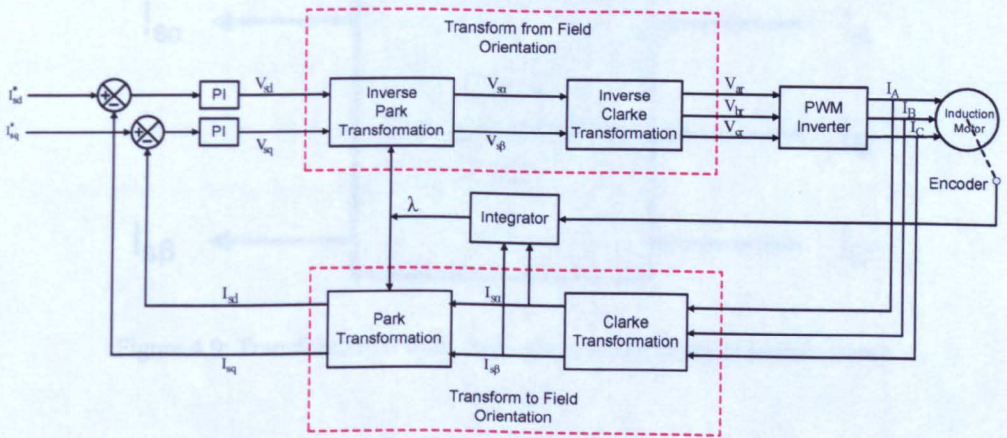 Transform from Field
Orientation
I*sd
PI
Vsd
Inverse
Park
Transformation
Vsα
Inverse
Clarke
Transformation
Var
Vbr
Vcr
PWM
Inverter
IA
IB
IC
Induction
Motor
I*sq
PI
Vsq
Vsβ
Encoder
λ
Integrator
Isd
Park
Transformation
Isα
Clarke
Transformation
Isq
Isβ
Transform to Field
Orientation